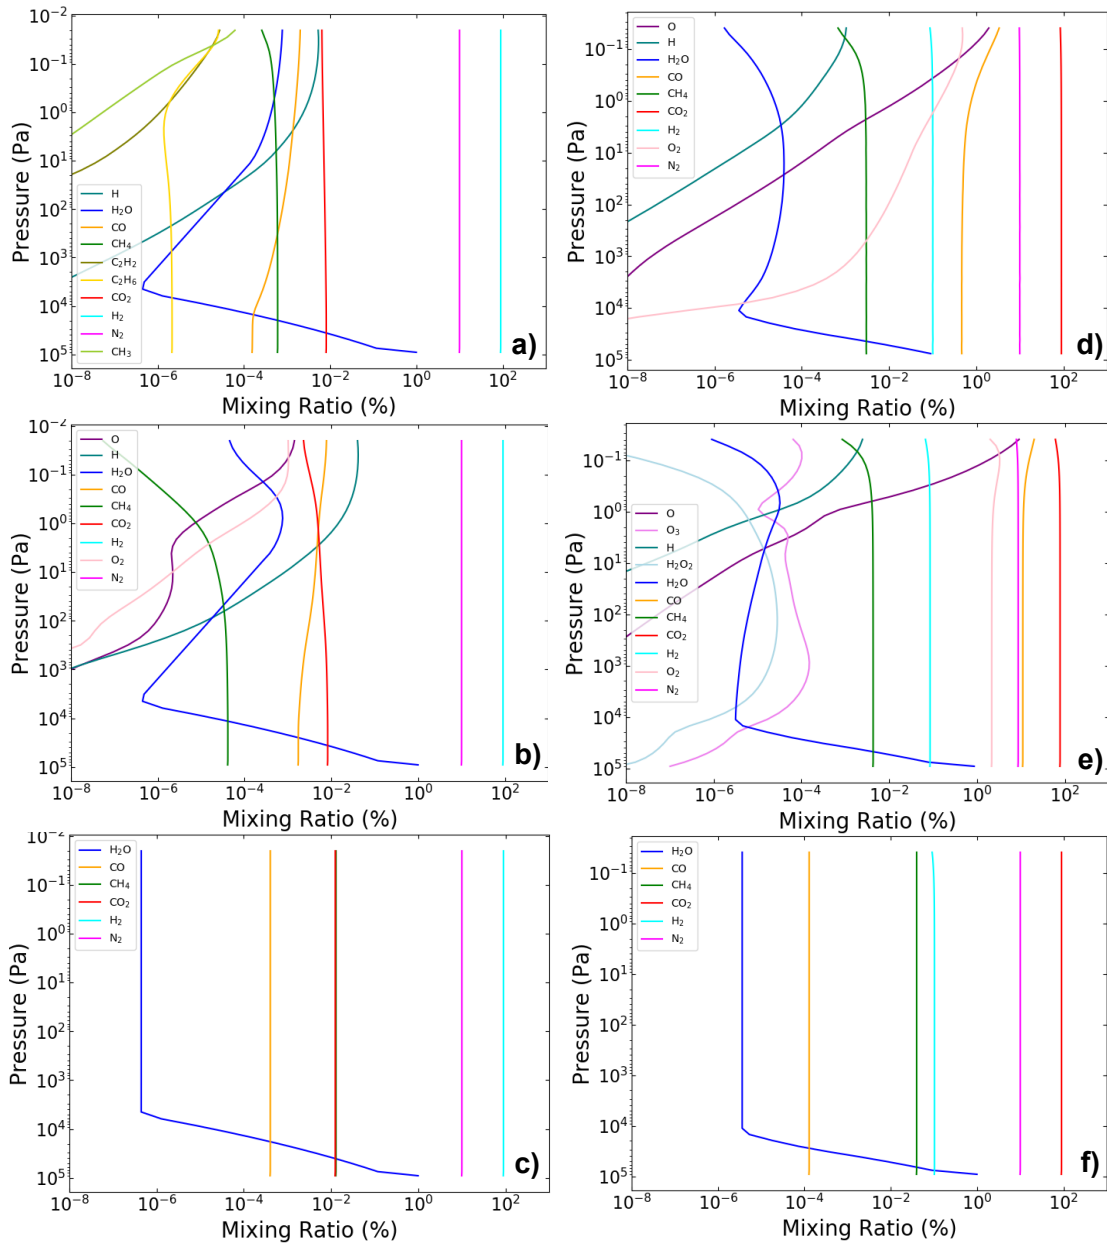 10⁻²
10⁻¹
10⁰
10¹
10²
10³
10⁴
10⁵
Pressure (Pa)
H
H₂O
CO
CH₄
C₂H₂
C₂H₆
CO₂
H₂
N₂
CH₃
a)
10⁻⁸
10⁻⁶
10⁻⁴
10⁻²
10⁰
10²
Mixing Ratio (%)
10⁻¹
10⁰
10¹
10²
10³
10⁴
10⁵
Pressure (Pa)
O
H
H₂O
CO
CH₄
CO₂
H₂
O₂
N₂
d)
10⁻⁸
10⁻⁶
10⁻⁴
10⁻²
10⁰
10²
Mixing Ratio (%)
10⁻²
10⁻¹
10⁰
10¹
10²
10³
10⁴
10⁵
Pressure (Pa)
O
H
H₂O
CO
CH₄
CO₂
H₂
O₂
N₂
b)
10⁻⁸
10⁻⁶
10⁻⁴
10⁻²
10⁰
10²
Mixing Ratio (%)
10⁻¹
10⁰
10¹
10²
10³
10⁴
10⁵
Pressure (Pa)
O
O₃
H
H₂O₂
H₂O
CO
CH₄
CO₂
H₂
O₂
N₂
e)
10⁻⁸
10⁻⁶
10⁻⁴
10⁻²
10⁰
10²
Mixing Ratio (%)
10⁻²
10⁻¹
10⁰
10¹
10²
10³
10⁴
10⁵
Pressure (Pa)
H₂O
CO
CH₄
CO₂
H₂
N₂
c)
10⁻⁸
10⁻⁶
10⁻⁴
10⁻²
10⁰
10²
Mixing Ratio (%)
10⁻¹
10⁰
10¹
10²
10³
10⁴
10⁵
Pressure (Pa)
H₂O
CO
CH₄
CO₂
H₂
N₂
f)
10⁻⁸
10⁻⁶
10⁻⁴
10⁻²
10⁰
10²
Mixing Ratio (%)